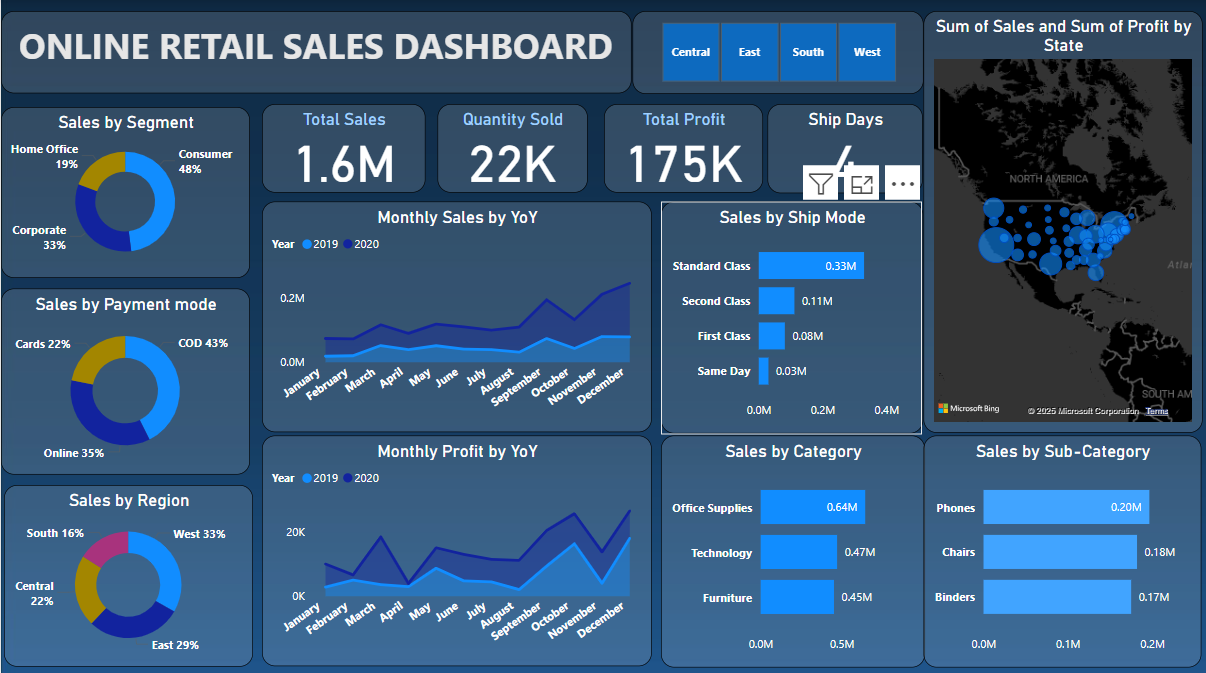 ONLINE RETAIL SALES DASHBOARD
Central
East
South
West
Sum of Sales and Sum of Profit by
State
NORTH AMERICA
SOUTH AM
Microsoft Bing
© 2025 Microsoft Corporation Terms
Sales by Segment
Home Office
19%
Consumer
48%
Corporate
33%
Total Sales
1.6M
Quantity Sold
22K
Total Profit
175K
Ship Days
Monthly Sales by YoY
Year 2019 2020
0.2M
0.0M
January
February
March
April
May
June
July
August
September
October
November
December
Sales by Ship Mode
Standard Class 0.33M
Second Class 0.11M
First Class 0.08M
Same Day 0.03M
0.0M 0.2M 0.4M
Sales by Payment mode
Cards 22%
COD 43%
Online 35%
Monthly Profit by YoY
Year 2019 2020
20K
0K
January
February
March
April
May
June
July
August
September
October
November
December
Sales by Category
Office Supplies 0.64M
Technology 0.47M
Furniture 0.45M
0.0M 0.5M
Sales by Sub-Category
Phones 0.20M
Chairs 0.18M
Binders 0.17M
0.0M 0.1M 0.2M
Sales by Region
South 16%
West 33%
Central
22%
East 29%